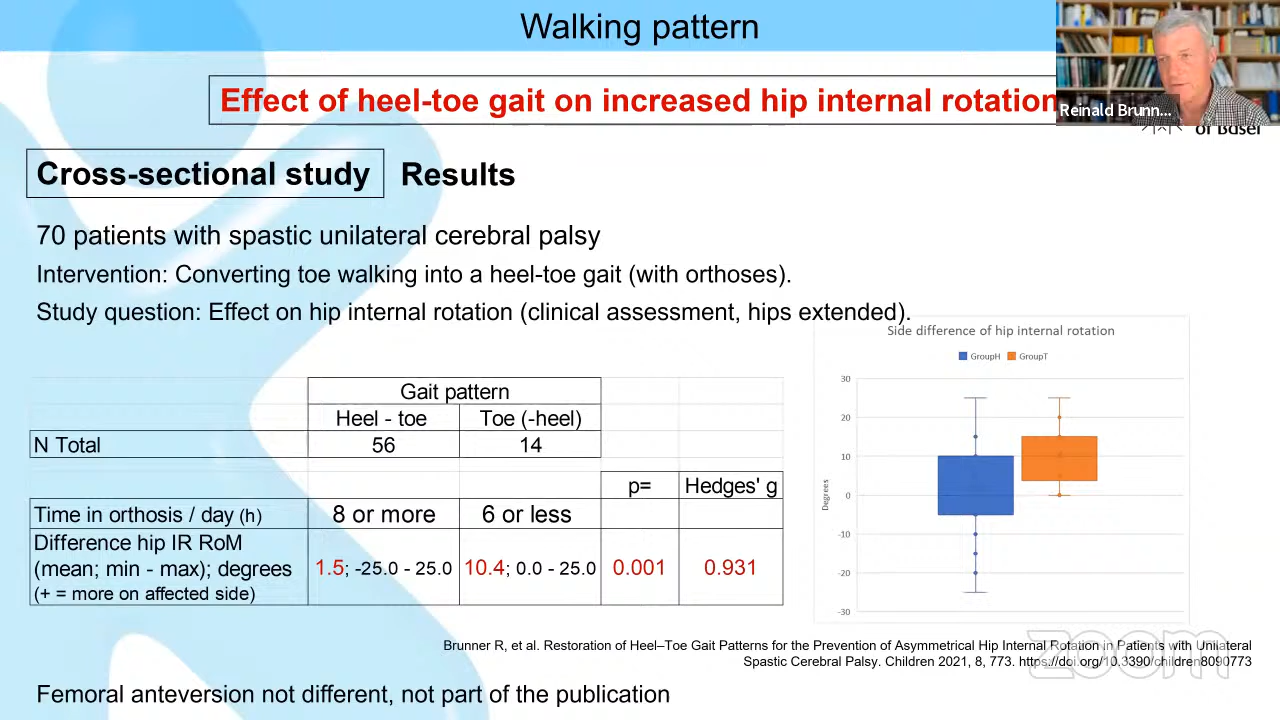 Walking pattern
Effect of heel-toe gait on increased hip internal rotation
Reinald Brunn...
of Basel
Cross-sectional study Results
70 patients with spastic unilateral cerebral palsy
Intervention: Converting toe walking into a heel-toe gait (with orthoses).
Study question: Effect on hip internal rotation (clinical assessment, hips extended).
Gait pattern
Heel - toe Toe (-heel)
N Total 56 14
p= Hedges' g
Time in orthosis / day (h) 8 or more 6 or less
Difference hip IR RoM
(mean; min - max); degrees 1.5; -25.0 - 25.0 10.4; 0.0 - 25.0 0.001 0.931
(+ = more on affected side)
Side difference of hip internal rotation
GroupH GroupT
30
20
10
0
-10
-20
-30
Degrees
Brunner R, et al. Restoration of Heel–Toe Gait Patterns for the Prevention of Asymmetrical Hip Internal Rotation in Patients with Unilateral
Spastic Cerebral Palsy. Children 2021, 8, 773. https://doi.org/10.3390/children8090773
zoom
Femoral anteversion not different, not part of the publication